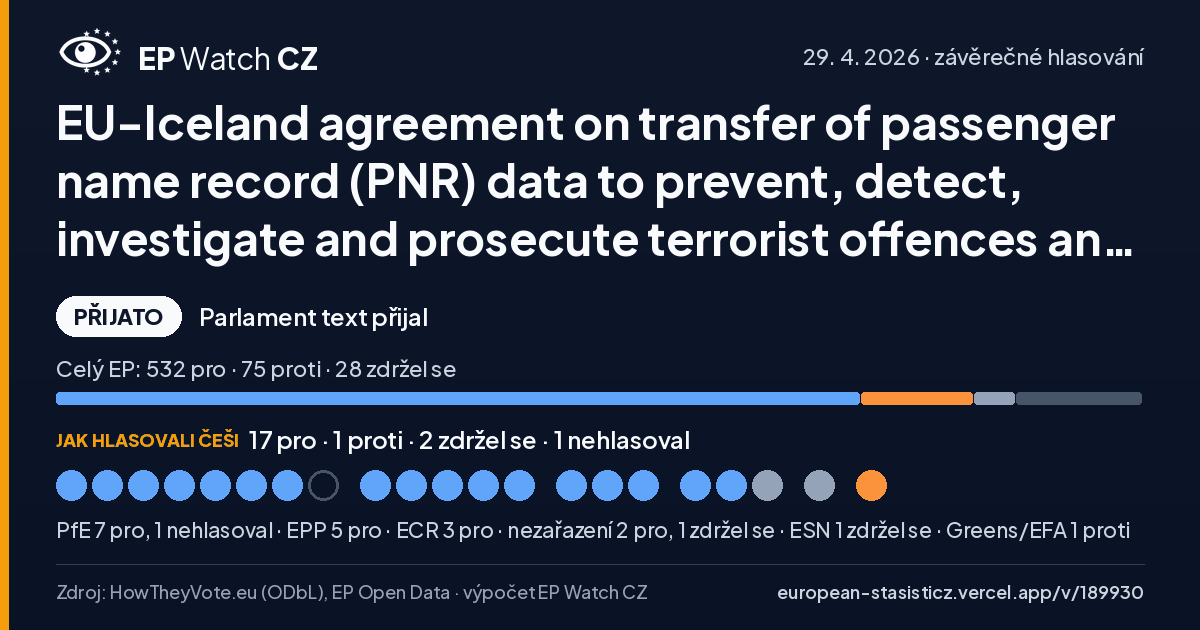 EP Watch CZ
29. 4. 2026 · závěrečné hlasování
EU–Iceland agreement on transfer of passenger
name record (PNR) data to prevent, detect,
investigate and prosecute terrorist offences an…
PŘIJATO
Parlament text přijal
Celý EP: 532 pro · 75 proti · 28 zdržel se
JAK HLASOVALI ČEŠI 17 pro · 1 proti · 2 zdržel se · 1 nehlasoval
PfE 7 pro, 1 nehlasoval · EPP 5 pro · ECR 3 pro · nezařazení 2 pro, 1 zdržel se · ESN 1 zdržel se · Greens/EFA 1 proti
Zdroj: HowTheyVote.eu (ODbL), EP Open Data · výpočet EP Watch CZ
european-stasisticz.vercel.app/v/189930